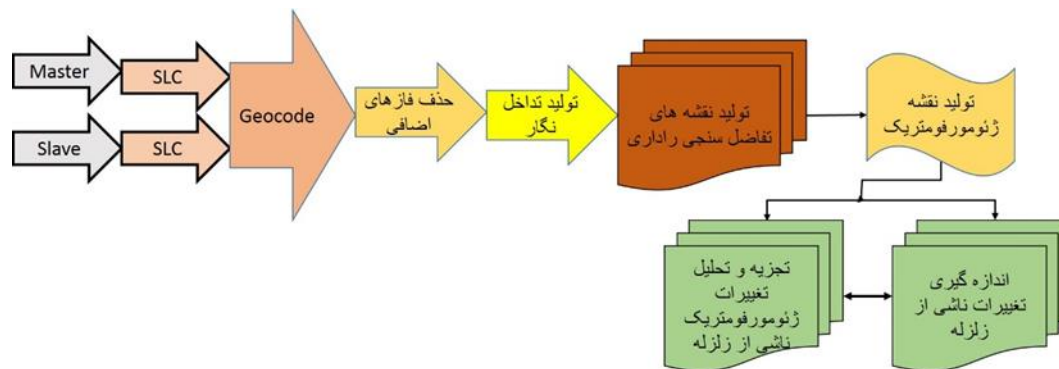 Master
SLC
Slave
SLC
Geocode
حذف فازهای
اضافی
تولید تداخل
نگار
تولید نقشه های
تفاضل سنجی راداری
تولید نقشه
ژئومورفومتریک
تجزیه و تحلیل
تغییرات
ژئومورفومتریک
ناشی از زلزله
اندازه گیری
تغییرات ناشی از
زلزله